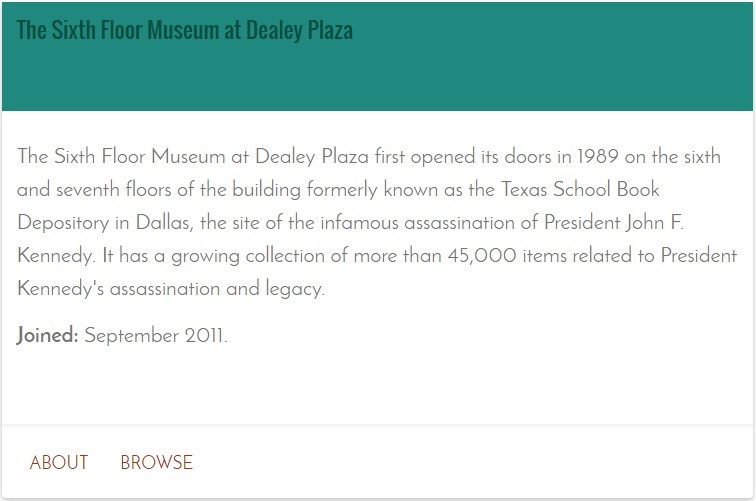 The Sixth Floor Museum at Dealey Plaza
The Sixth Floor Museum at Dealey Plaza first opened its doors in 1989 on the sixth
and seventh floors of the building formerly known as the Texas School Book
Depository in Dallas, the site of the infamous assassination of President John F.
Kennedy. It has a growing collection of more than 45,000 items related to President
Kennedy's assassination and legacy.
Joined: September 2011.
ABOUT BROWSE